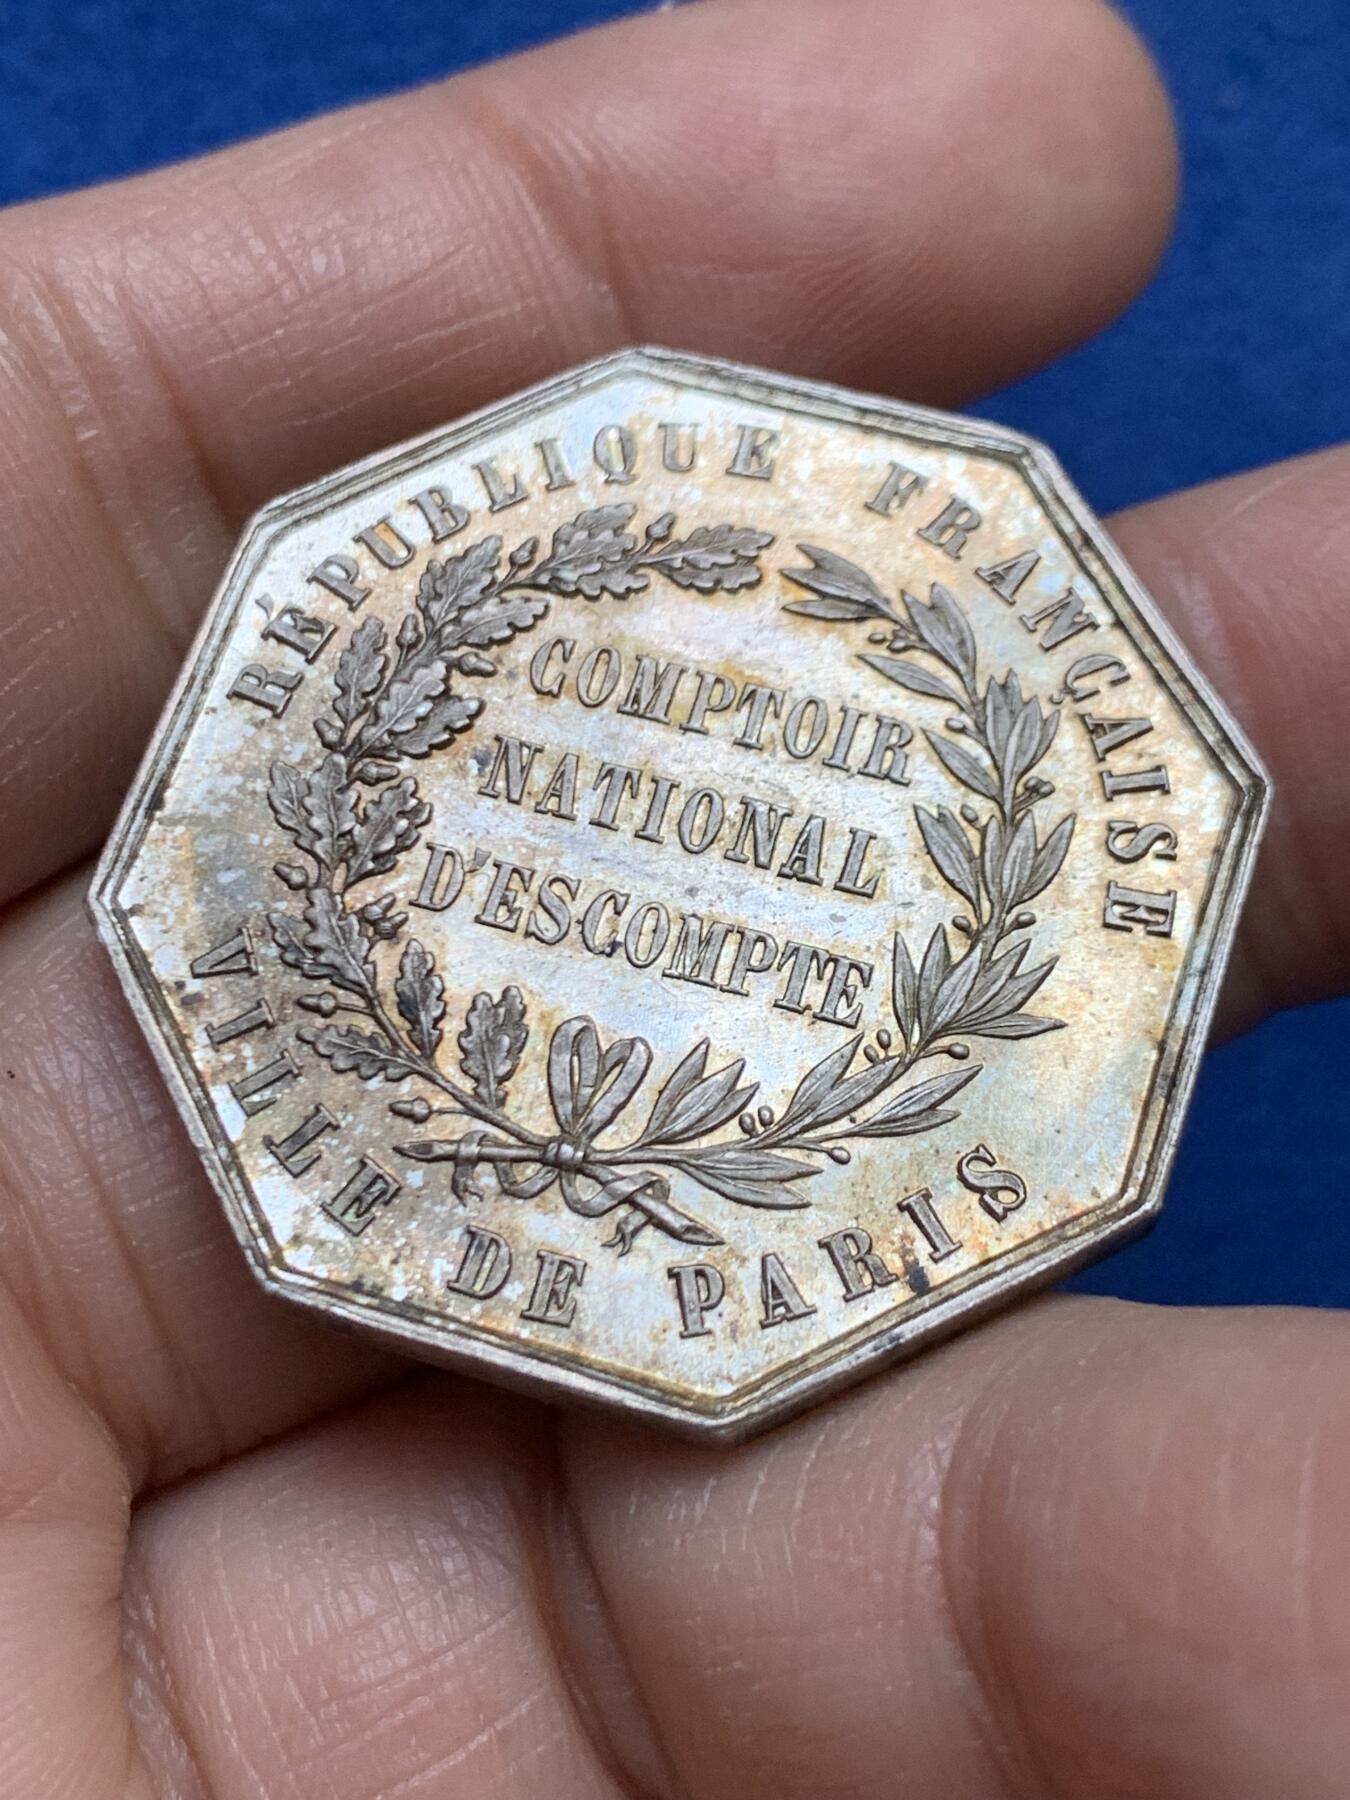 RÉPUBLIQUE FRANÇAISE
COMPTOIR
NATIONAL
D'ESCOMPTE
VILLE DE PARIS